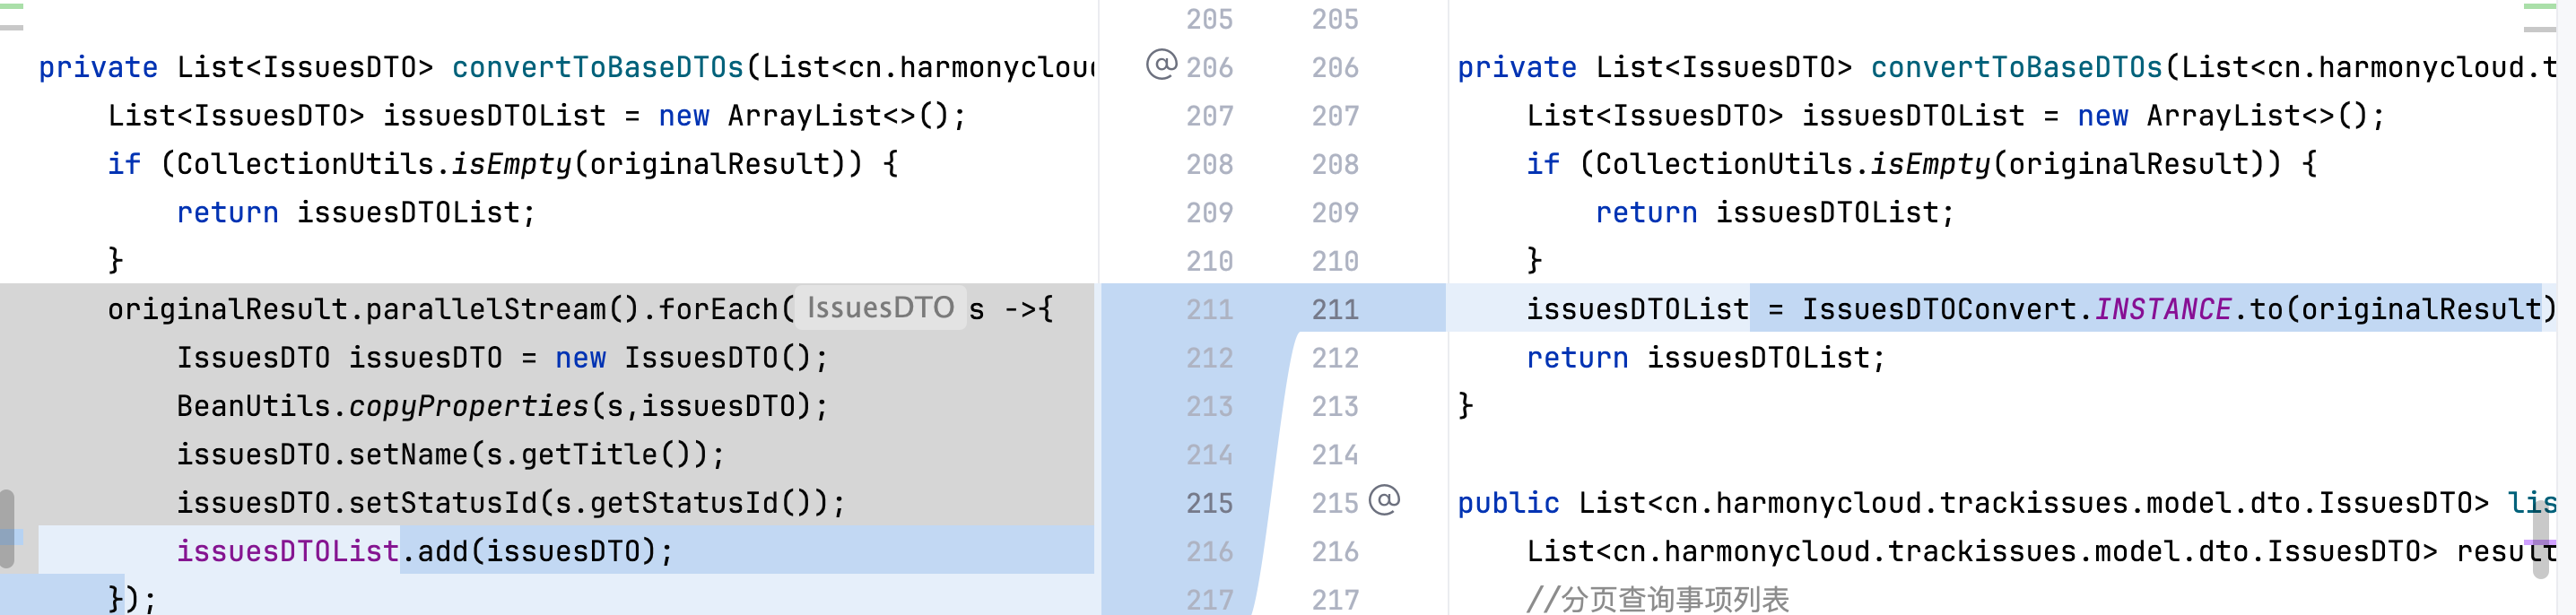 205 205
private List<IssuesDTO> convertToBaseDTOs(List<cn.harmonyclou @ 206 206 private List<IssuesDTO> convertToBaseDTOs(List<cn.harmonycloud.t
List<IssuesDTO> issuesDTOList = new ArrayList<>(); 207 207 List<IssuesDTO> issuesDTOList = new ArrayList<>();
if (CollectionUtils.isEmpty(originalResult)) { 208 208 if (CollectionUtils.isEmpty(originalResult)) {
return issuesDTOList; 209 209 return issuesDTOList;
} 210 210 }
originalResult.parallelStream().forEach( IssuesDTO s ->{ 211 211 issuesDTOList = IssuesDTOConvert.INSTANCE.to(originalResult)
IssuesDTO issuesDTO = new IssuesDTO(); 212 212 return issuesDTOList;
BeanUtils.copyProperties(s,issuesDTO); 213 213 }
issuesDTO.setName(s.getTitle()); 214 214
issuesDTO.setStatusId(s.getStatusId()); 215 215 @ public List<cn.harmonycloud.trackissues.model.dto.IssuesDTO> lis
issuesDTOList.add(issuesDTO); 216 216 List<cn.harmonycloud.trackissues.model.dto.IssuesDTO> result
}); 217 217 //分页查询事项列表